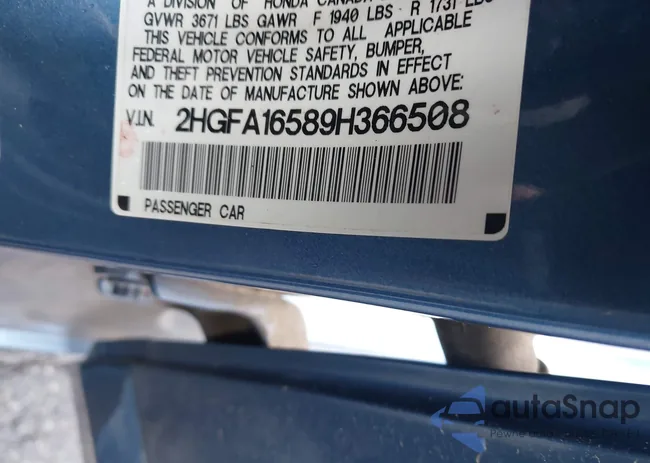 A DIVISION OF HONDA CANADA
GVWR 3671 LBS GAWR F 1940 LBS R 1731 LBS
THIS VEHICLE CONFORMS TO ALL APPLICABLE
FEDERAL MOTOR VEHICLE SAFETY, BUMPER,
AND THEFT PREVENTION STANDARDS IN EFFECT
ON THE DATE OF MANUFACTURE SHOWN ABOVE:
V.I.N. 2HGFA16589H366508
PASSENGER CAR
autoSnap